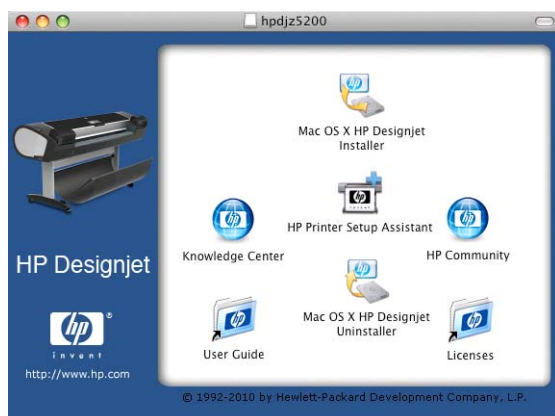 hpdjz5200
Mac OS X HP Designjet
Installer
HP Printer Setup Assistant
Knowledge Center
HP Community
HP Designjet
Mac OS X HP Designjet
Uninstaller
User Guide
Licenses
hp
invent
http://www.hp.com
© 1992-2010 by Hewlett-Packard Development Company, L.P.